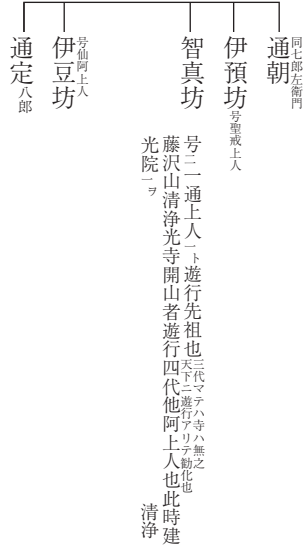 通朝同七郎左衛門
伊預坊号聖戒上人
智真坊
号㆓一通上人㆒ト遊行先祖也三代マテハ寺ハ無之
天下ニ遊行アリテ勧化也
藤沢山清浄光寺開山者遊行四代他阿上人也此時建清浄
光院㆒ヲ
伊豆坊号仙阿上人
通定八郎